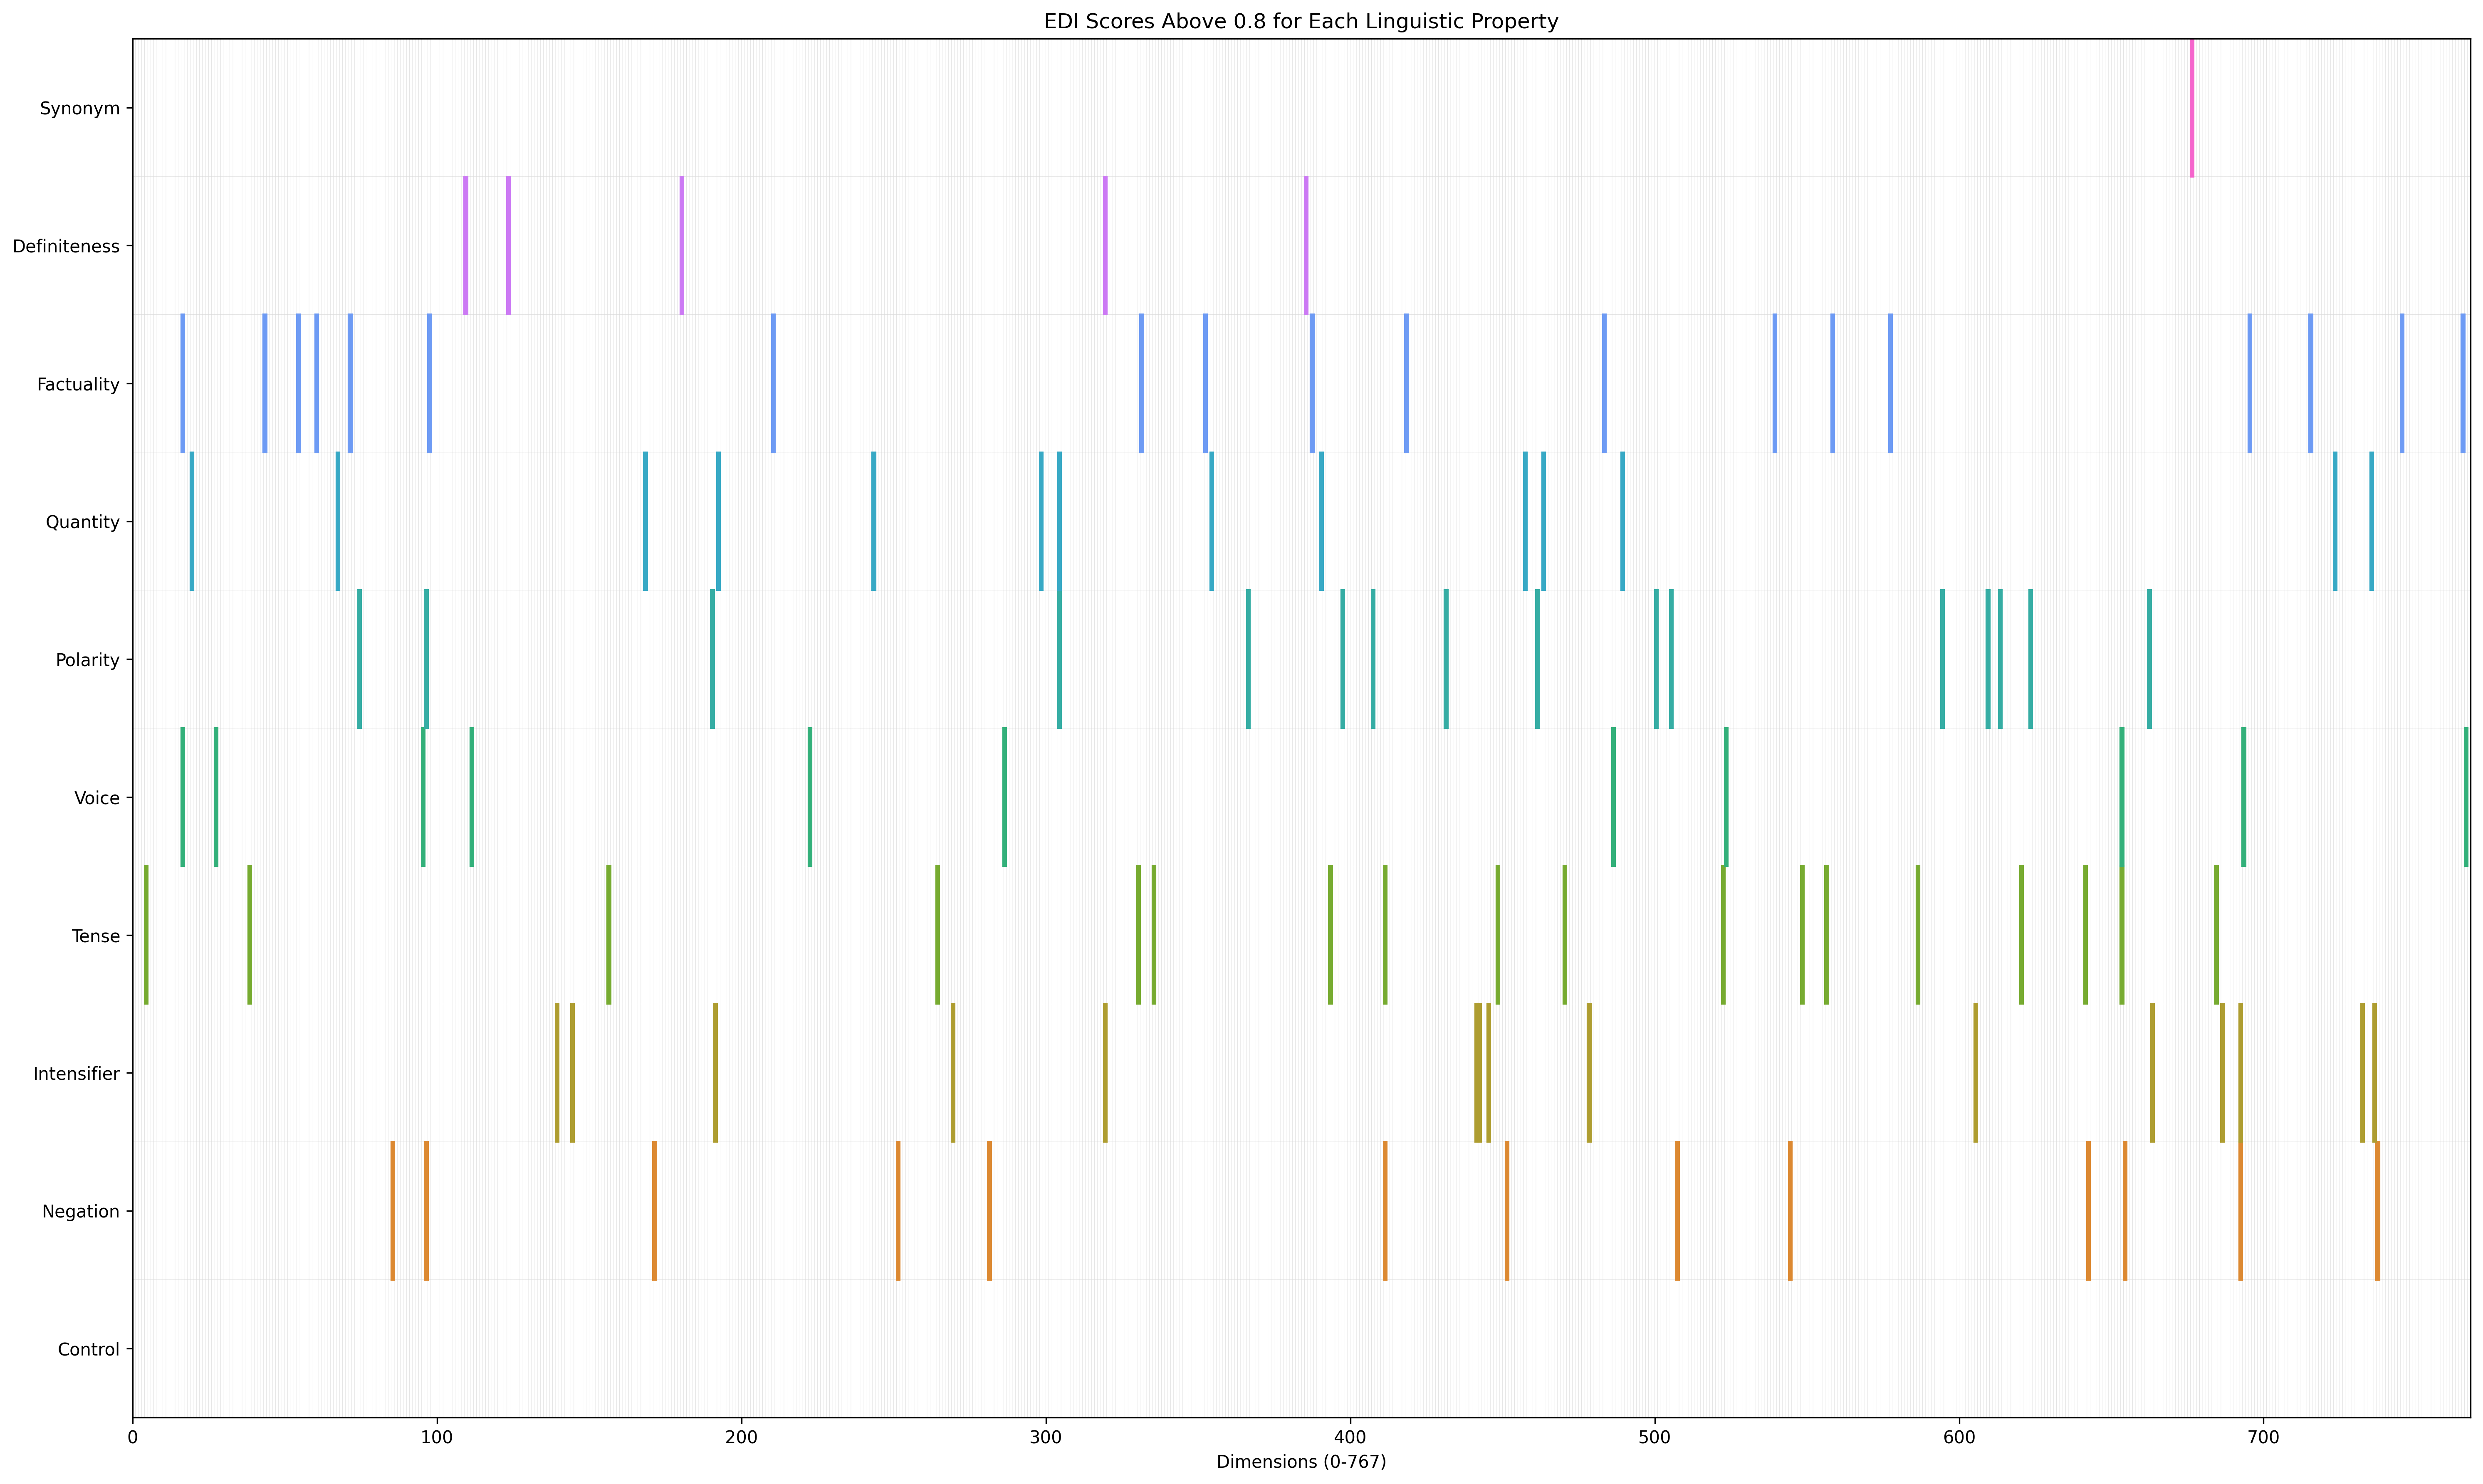 EDI Scores Above 0.8 for Each Linguistic Property
Synonym
Definiteness
Factuality
Quantity
Polarity
Voice
Tense
Intensifier
Negation
Control
0 100 200 300 400 500 600 700
Dimensions (0-767)